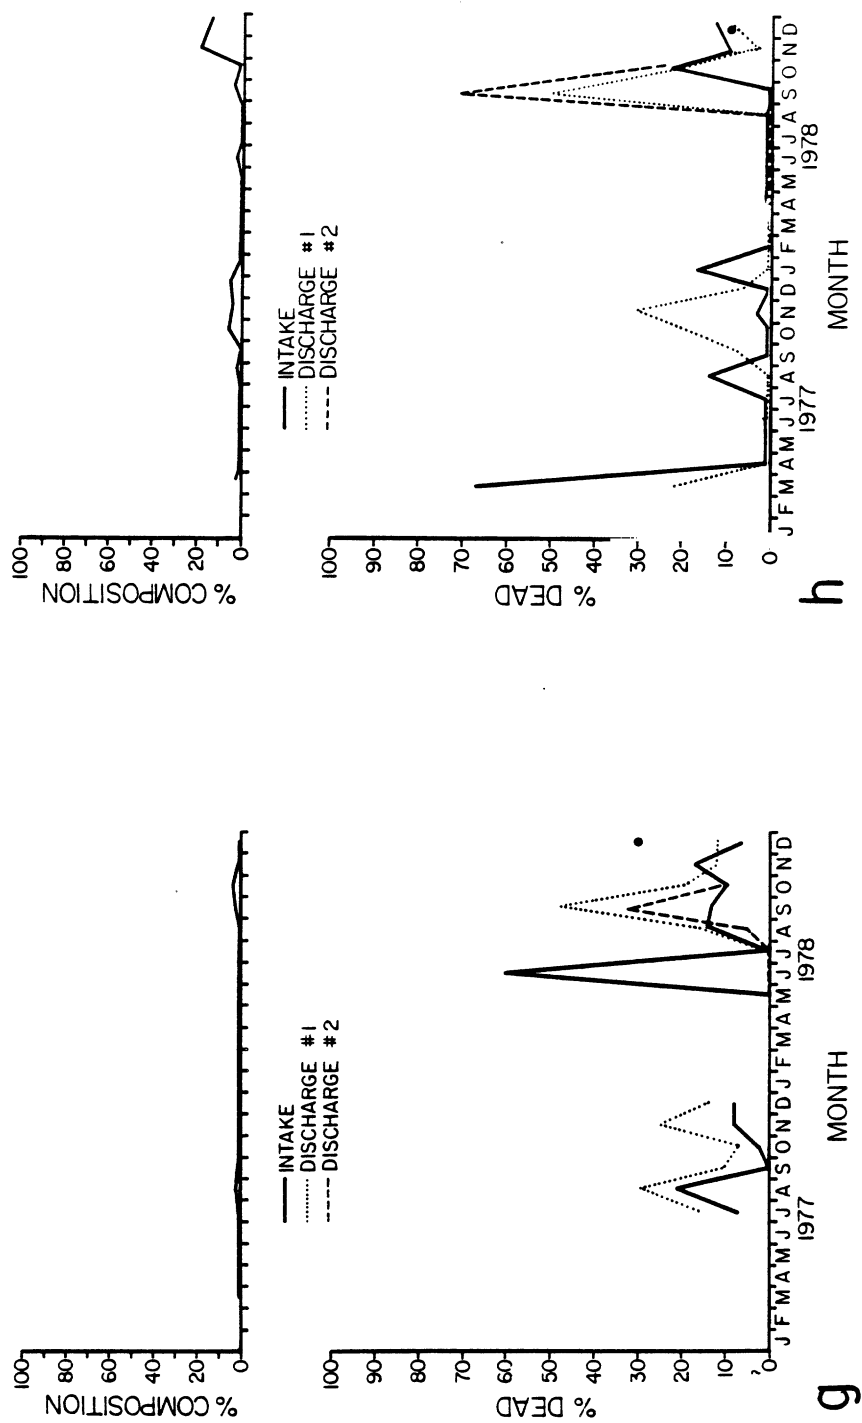 % COMPOSITION
100
80
60
40
20
0
INTAKE
DISCHARGE #1
DISCHARGE #2
% DEAD
100
90
80
70
60
50
40
30
20
10
0
J F M A M J J A S O N D J F M A M J J A S O N D
1977 1978
MONTH
g
% COMPOSITION
100
80
60
40
20
0
INTAKE
DISCHARGE #1
DISCHARGE #2
% DEAD
100
90
80
70
60
50
40
30
20
10
0
J F M A M J J A S O N D J F M A M J J A S O N D
1977 1978
MONTH
h